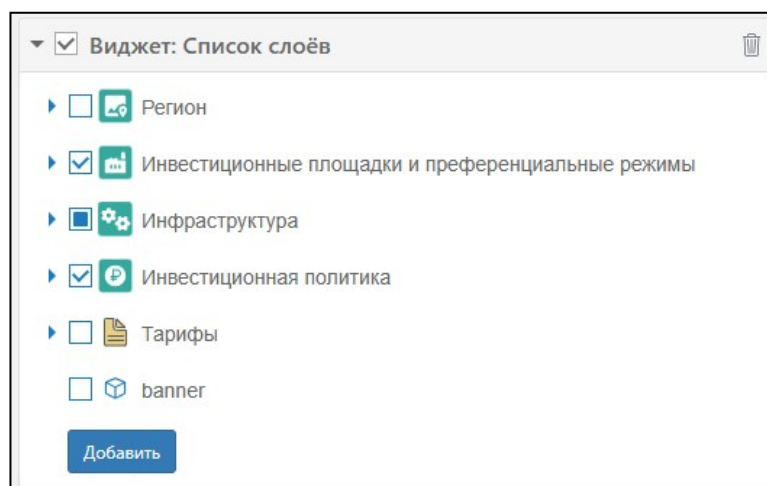 Виджет: Список слоёв
Регион
Инвестиционные площадки и преференциальные режимы
Инфраструктура
Инвестиционная политика
Тарифы
banner
Добавить